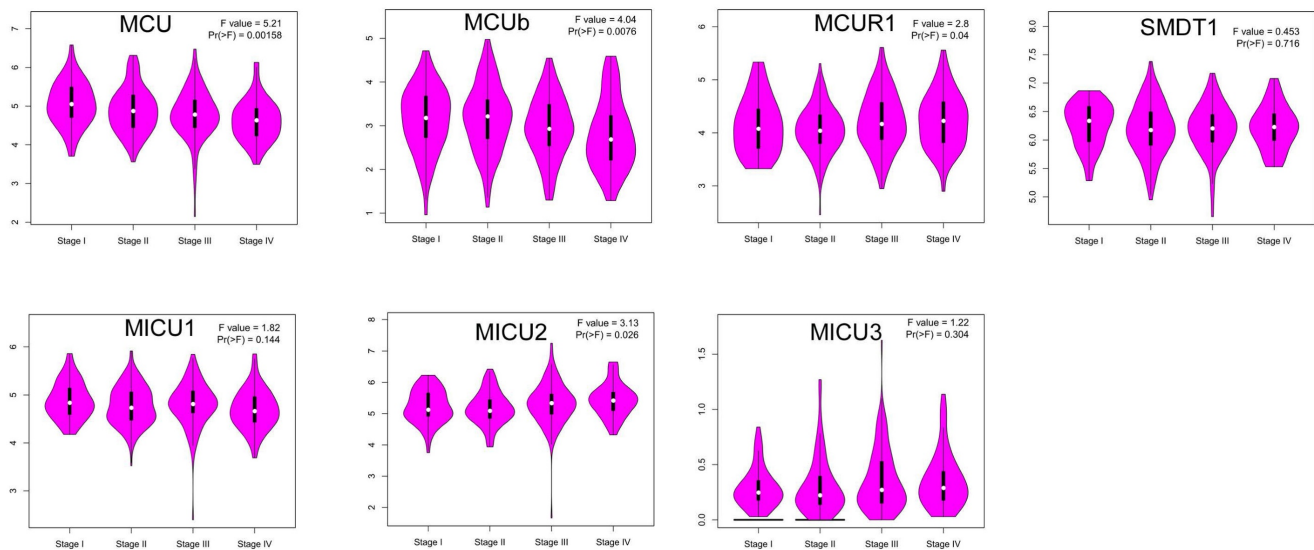 MCU
F value = 5.21
Pr(>F) = 0.00158
7
6
5
4
3
2
Stage I Stage II Stage III Stage IV
MCUb
F value = 4.04
Pr(>F) = 0.0076
5
4
3
2
1
Stage I Stage II Stage III Stage IV
MCUR1
F value = 2.8
Pr(>F) = 0.04
6
5
4
3
Stage I Stage II Stage III Stage IV
SMDT1
F value = 0.453
Pr(>F) = 0.716
8.0
7.5
7.0
6.5
6.0
5.5
5.0
Stage I Stage II Stage III Stage IV
MICU1
F value = 1.82
Pr(>F) = 0.144
6
5
4
3
Stage I Stage II Stage III Stage IV
MICU2
F value = 3.13
Pr(>F) = 0.026
8
7
6
5
4
3
2
Stage I Stage II Stage III Stage IV
MICU3
F value = 1.22
Pr(>F) = 0.304
1.5
1.0
0.5
0.0
Stage I Stage II Stage III Stage IV